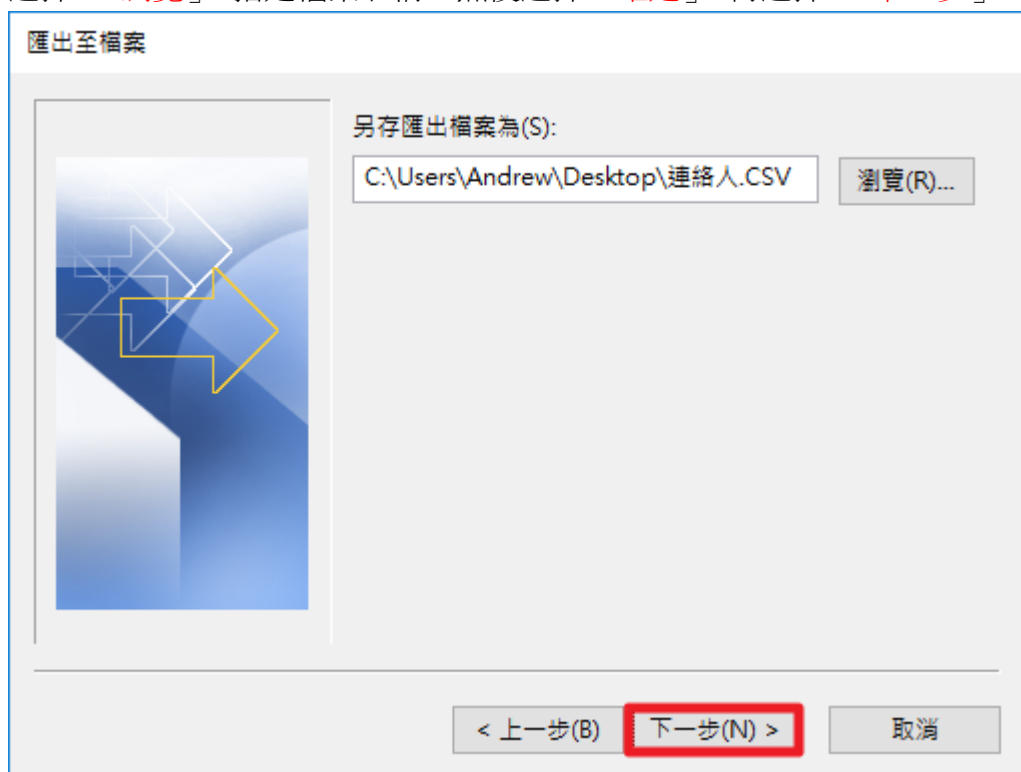 匯出至檔案
另存匯出檔案為(S):
C:\Users\Andrew\Desktop\連絡人.CSV
瀏覽(R)...
< 上一步(B)
下一步(N) >
取消